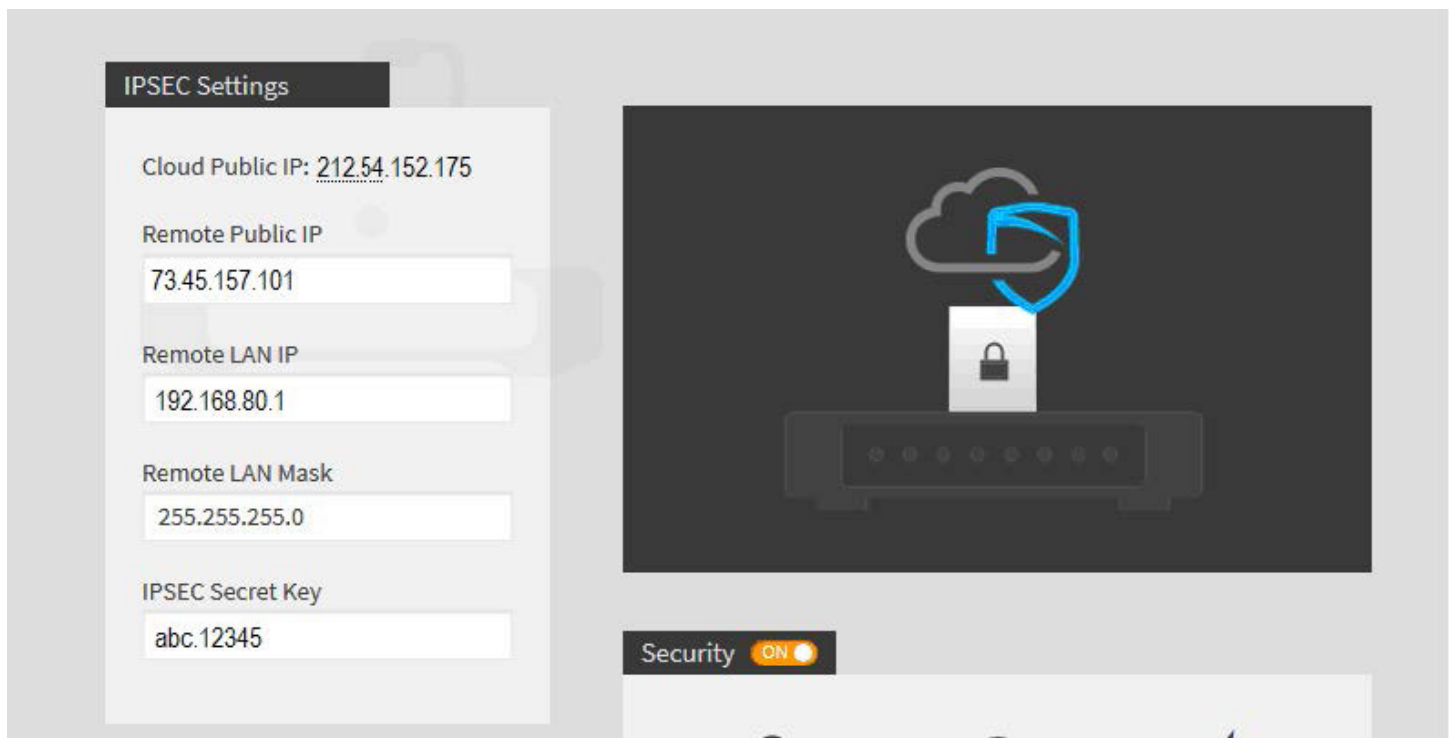 IPSEC Settings
Cloud Public IP: 212.54.152.175
Remote Public IP
73.45.157.101
Remote LAN IP
192.168.80.1
Remote LAN Mask
255.255.255.0
IPSEC Secret Key
abc.12345
Security ON